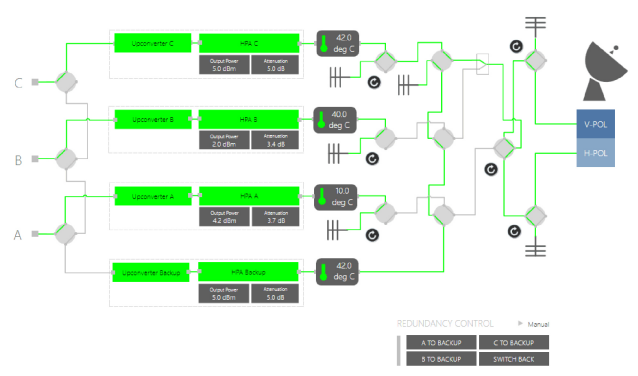 C
Upconverter C
HPA C
Output Power
5.0 dBm
Attenuation
5.0 dB
42.0
deg C
B
Upconverter B
HPA B
Output Power
2.0 dBm
Attenuation
3.4 dB
40.0
deg C
A
Upconverter A
HPA A
Output Power
4.2 dBm
Attenuation
3.7 dB
10.0
deg C
Upconverter Backup
HPA Backup
Output Power
5.0 dBm
Attenuation
5.0 dB
42.0
deg C
V-POL
H-POL
REDUNDANCY CONTROL
Manual
A TO BACKUP
C TO BACKUP
B TO BACKUP
SWITCH BACK